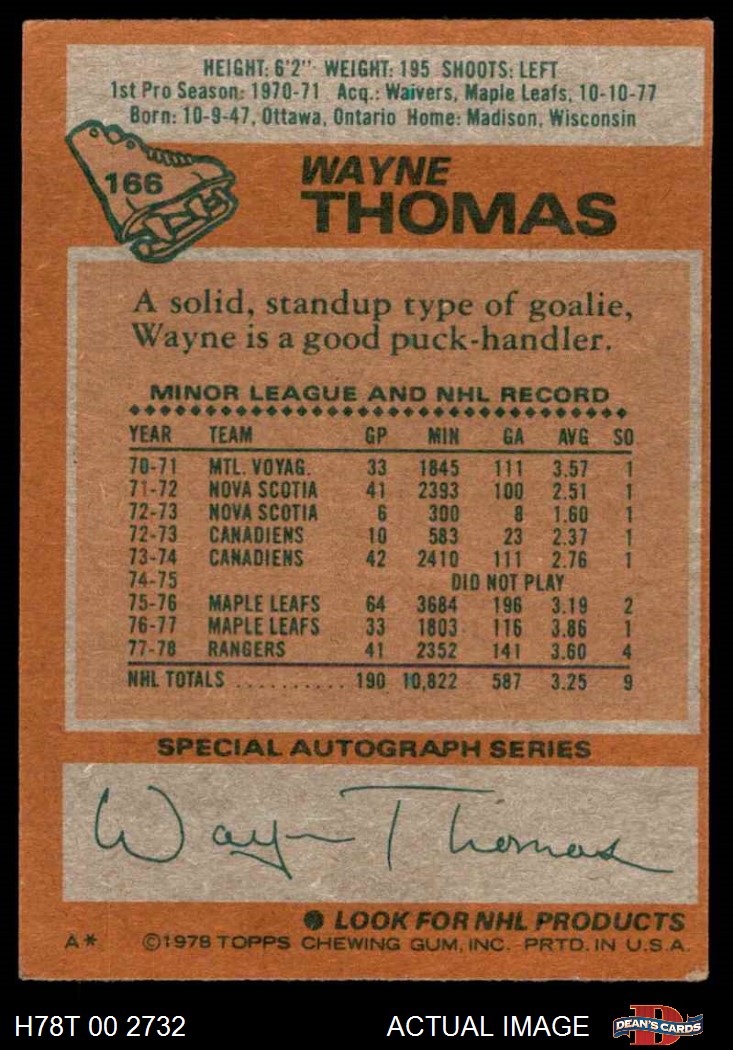 HEIGHT: 6'2" WEIGHT: 195 SHOOTS: LEFT
1st Pro Season: 1970-71 Acq.: Waivers, Maple Leafs, 10-10-77
Born: 10-9-47, Ottawa, Ontario Home: Madison, Wisconsin
166
WAYNE
THOMAS
A solid, standup type of goalie,
Wayne is a good puck-handler.
MINOR LEAGUE AND NHL RECORD
YEAR TEAM GP MIN GA AVG SO
70-71 MTL. VOYAG. 33 1845 111 3.57 1
71-72 NOVA SCOTIA 41 2393 100 2.51 1
72-73 NOVA SCOTIA 6 300 8 1.60 1
72-73 CANADIENS 10 583 23 2.37 1
73-74 CANADIENS 42 2410 111 2.76 1
74-75 DID NOT PLAY
75-76 MAPLE LEAFS 64 3684 196 3.19 2
76-77 MAPLE LEAFS 33 1803 116 3.86 1
77-78 RANGERS 41 2352 141 3.60 4
NHL TOTALS .......... 190 10,822 587 3.25 9
SPECIAL AUTOGRAPH SERIES
Wayne Thomas
LOOK FOR NHL PRODUCTS
A* ©1978 TOPPS CHEWING GUM, INC. PRTD. IN U.S.A.
H78T 00 2732 ACTUAL IMAGE DEAN'S CARDS